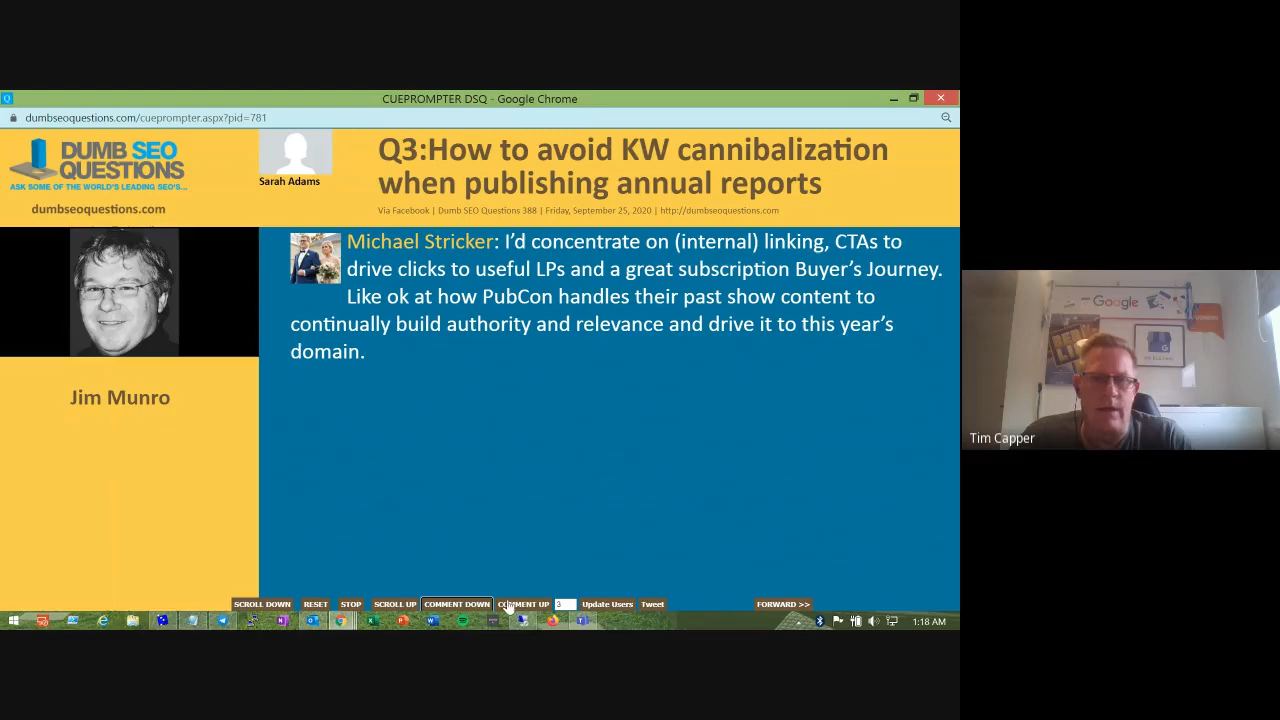 CUEPROMPTER DSQ - Google Chrome
dumbseoquestions.com/cueprompter.aspx?pid=781
DUMB SEO
QUESTIONS
ASK SOME OF THE WORLD'S LEADING SEO'S...
dumbseoquestions.com
Sarah Adams
Q3:How to avoid KW cannibalization
when publishing annual reports
Via Facebook | Dumb SEO Questions 388 | Friday, September 25, 2020 | http://dumbseoquestions.com
Michael Stricker: I'd concentrate on (internal) linking, CTAs to
drive clicks to useful LPs and a great subscription Buyer's Journey.
Like ok at how PubCon handles their past show content to
continually build authority and relevance and drive it to this year's
domain.
Jim Munro
Google
Tim Capper
SCROLL DOWN RESET STOP SCROLL UP COMMENT DOWN COMMENT UP 3 Update Users Tweet FORWARD >>
1:18 AM